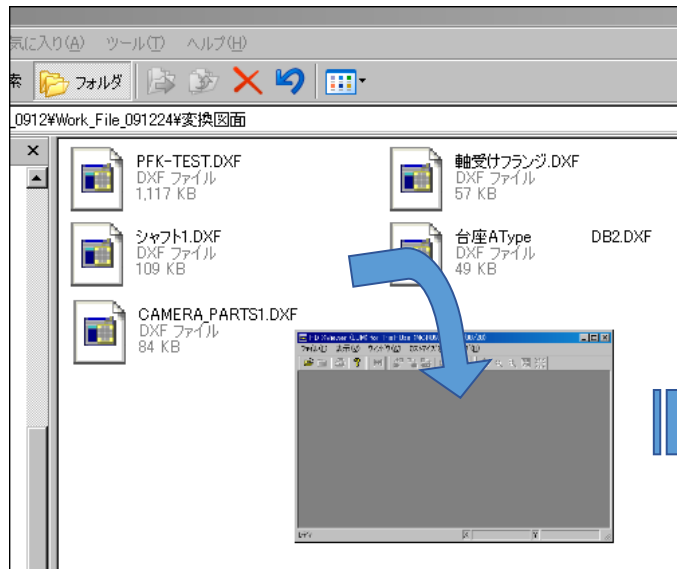 気に入り(A) ツール(T) ヘルプ(H)
索 フォルダ
_0912¥Work_File_091224¥変換図面
PFK-TEST.DXF
DXF ファイル
1,117 KB
軸受けフランジ.DXF
DXF ファイル
57 KB
シャフト1.DXF
DXF ファイル
109 KB
台座AType DB2.DXF
DXF ファイル
49 KB
CAMERA_PARTS1.DXF
DXF ファイル
84 KB